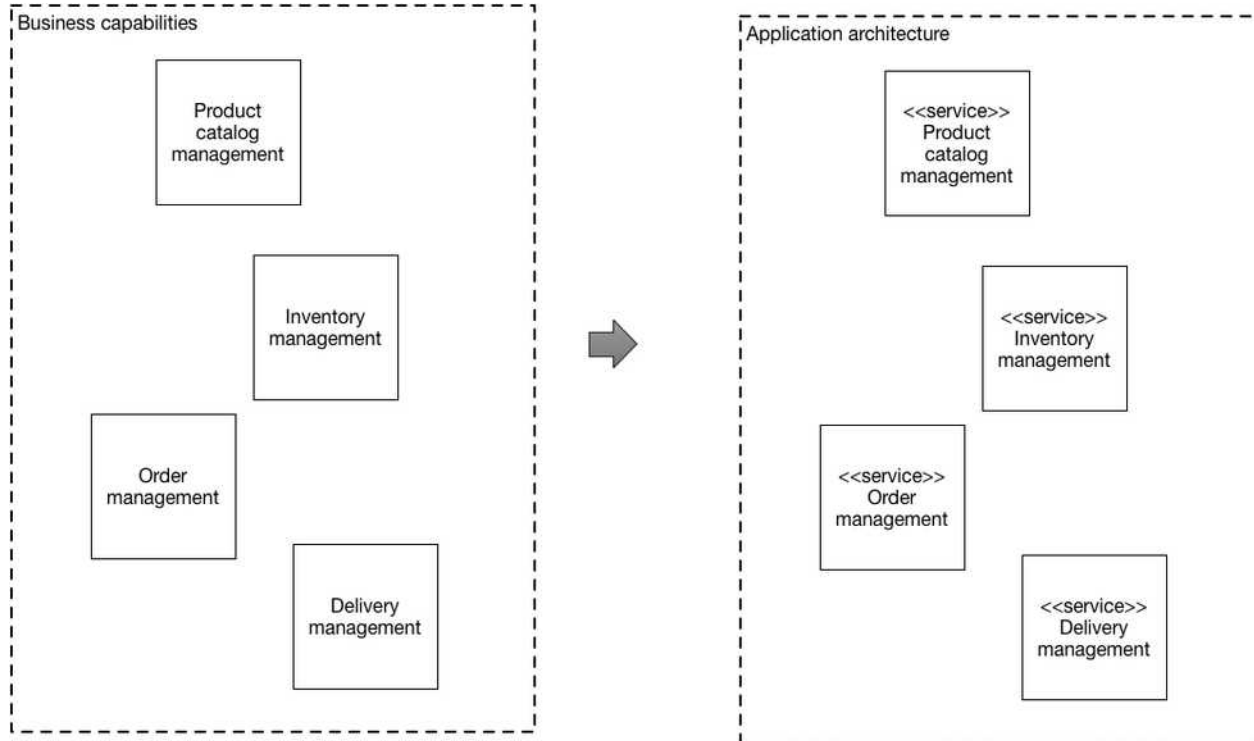 Business capabilities
Product
catalog
management
Inventory
management
Order
management
Delivery
management
Application architecture
<<service>>
Product
catalog
management
<<service>>
Inventory
management
<<service>>
Order
management
<<service>>
Delivery
management